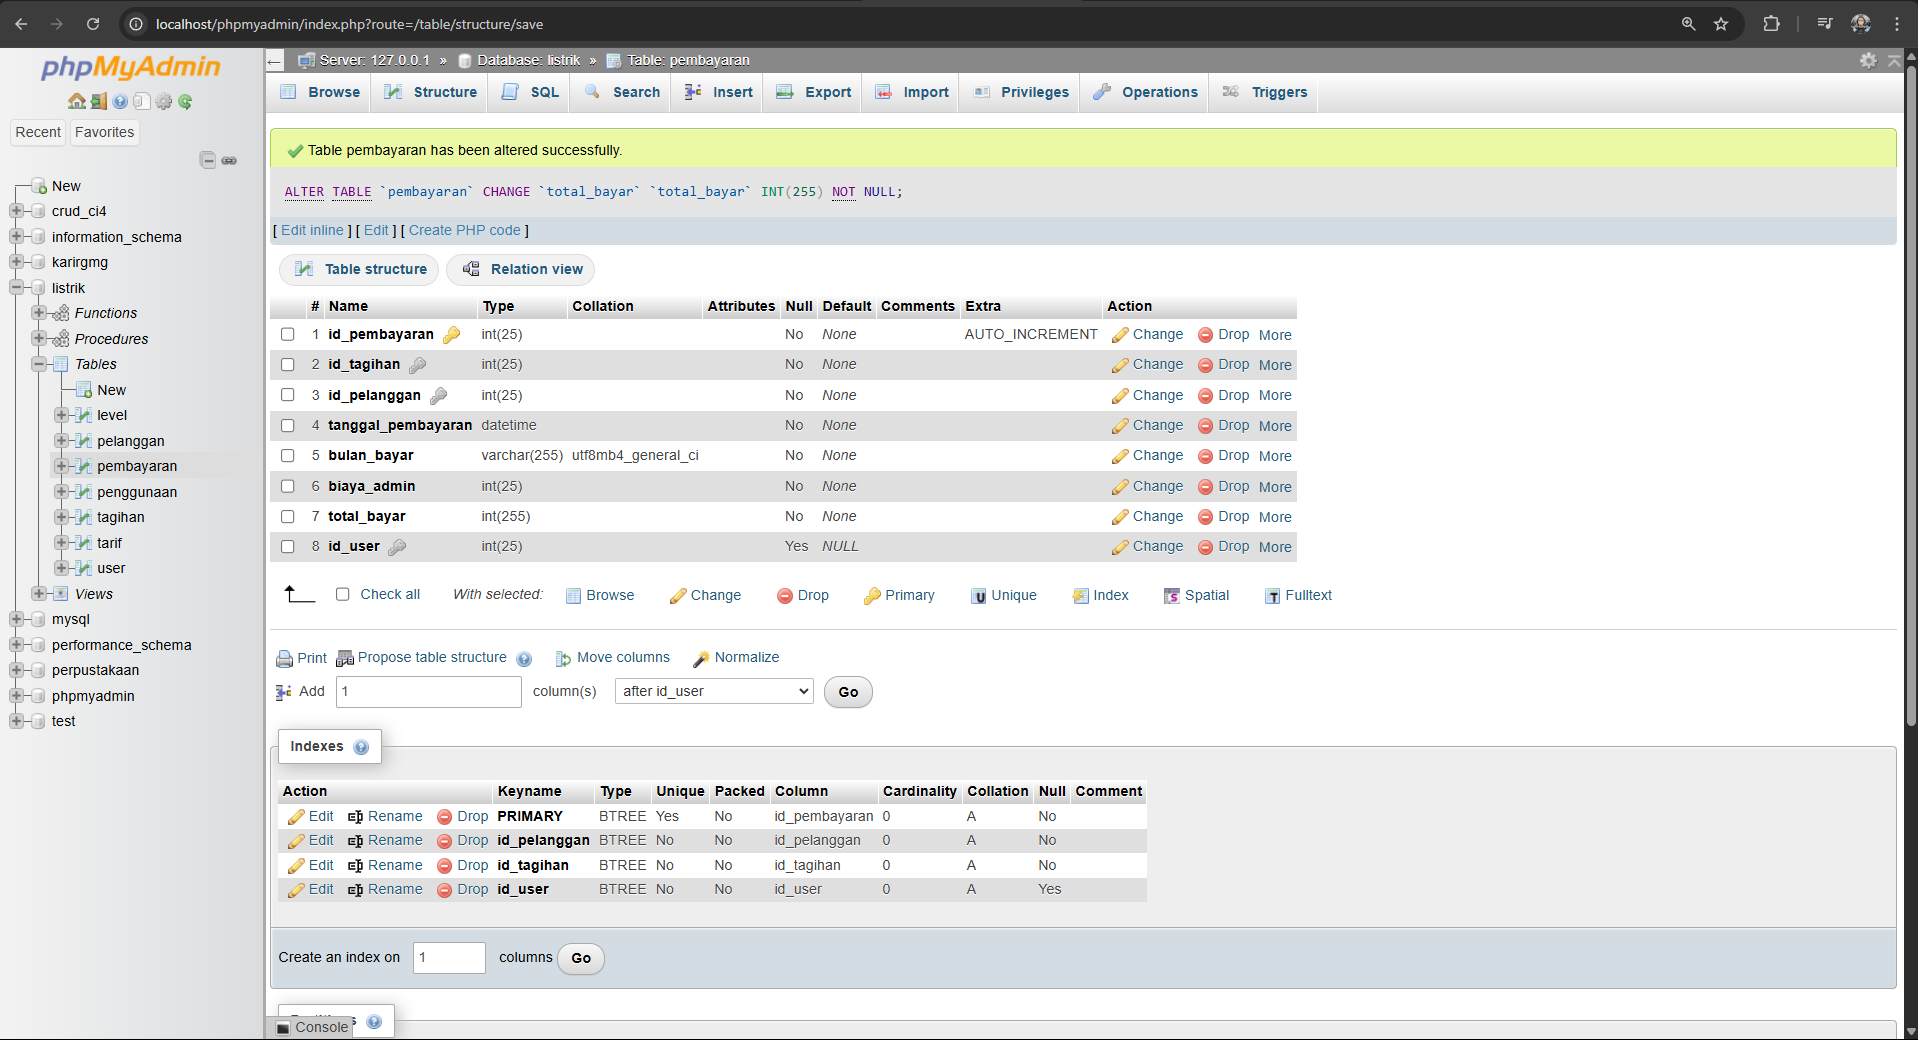 localhost/phpmyadmin/index.php?route=/table/structure/save
phpMyAdmin
Recent Favorites
New
crud_ci4
information_schema
karirgmg
listrik
Functions
Procedures
Tables
New
level
pelanggan
pembayaran
penggunaan
tagihan
tarif
user
Views
mysql
performance_schema
perpustakaan
phpmyadmin
test
Server: 127.0.0.1 » Database: listrik » Table: pembayaran
Browse Structure SQL Search Insert Export Import Privileges Operations Triggers
Table pembayaran has been altered successfully.
ALTER TABLE `pembayaran` CHANGE `total_bayar` `total_bayar` INT(255) NOT NULL;
[ Edit inline ] [ Edit ] [ Create PHP code ]
Table structure Relation view
# Name Type Collation Attributes Null Default Comments Extra Action
1 id_pembayaran int(25) No None AUTO_INCREMENT Change Drop More
2 id_tagihan int(25) No None Change Drop More
3 id_pelanggan int(25) No None Change Drop More
4 tanggal_pembayaran datetime No None Change Drop More
5 bulan_bayar varchar(255) utf8mb4_general_ci No None Change Drop More
6 biaya_admin int(25) No None Change Drop More
7 total_bayar int(255) No None Change Drop More
8 id_user int(25) Yes NULL Change Drop More
Check all With selected: Browse Change Drop Primary Unique Index Spatial Fulltext
Print Propose table structure Move columns Normalize
Add 1 column(s) after id_user Go
Indexes
Action Keyname Type Unique Packed Column Cardinality Collation Null Comment
Edit Rename Drop PRIMARY BTREE Yes No id_pembayaran 0 A No
Edit Rename Drop id_pelanggan BTREE No No id_pelanggan 0 A No
Edit Rename Drop id_tagihan BTREE No No id_tagihan 0 A No
Edit Rename Drop id_user BTREE No No id_user 0 A Yes
Create an index on 1 columns Go
Console